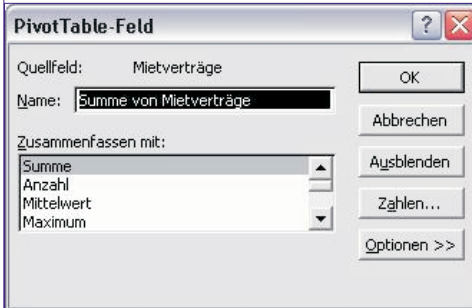 PivotTable-Feld
Quellfeld: Mietverträge
Name: Summe von Mietverträge
Zusammenfassen mit:
Summe
Anzahl
Mittelwert
Maximum
OK
Abbrechen
Ausblenden
Zahlen...
Optionen >>